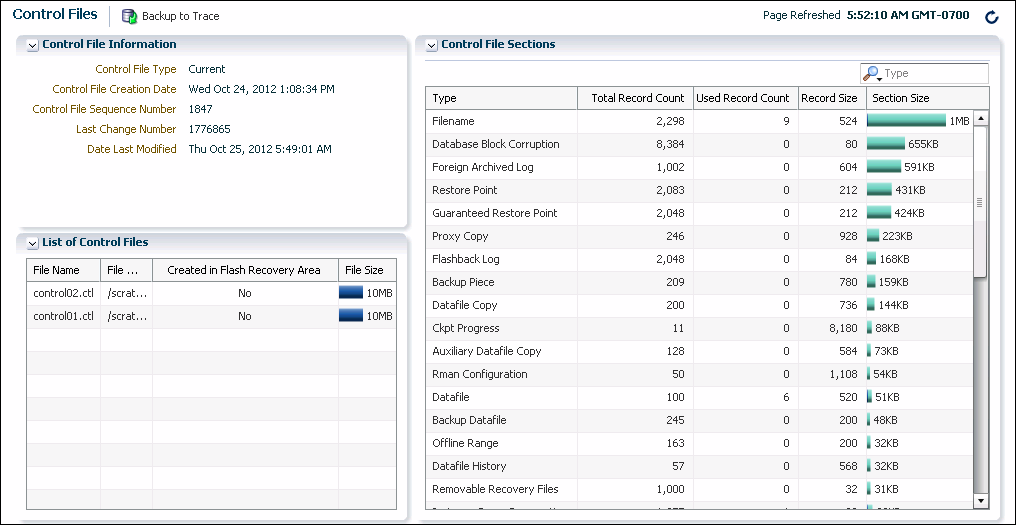 Control Files
Backup to Trace
Page Refreshed 5:52:10 AM GMT-0700
Control File Information
Control File Type Current
Control File Creation Date Wed Oct 24, 2012 1:08:34 PM
Control File Sequence Number 1847
Last Change Number 1776865
Date Last Modified Thu Oct 25, 2012 5:49:01 AM
List of Control Files
File Name File ... Created in Flash Recovery Area File Size
control02.ctl /scrat... No 10MB
control01.ctl /scrat... No 10MB
Control File Sections
Type
Type Total Record Count Used Record Count Record Size Section Size
Filename 2,298 9 524 1MB
Database Block Corruption 8,384 0 80 655KB
Foreign Archived Log 1,002 0 604 591KB
Restore Point 2,083 0 212 431KB
Guaranteed Restore Point 2,048 0 212 424KB
Proxy Copy 246 0 928 223KB
Flashback Log 2,048 0 84 168KB
Backup Piece 209 0 780 159KB
Datafile Copy 200 0 736 144KB
Ckpt Progress 11 0 8,180 88KB
Auxiliary Datafile Copy 128 0 584 73KB
Rman Configuration 50 0 1,108 54KB
Datafile 100 6 520 51KB
Backup Datafile 245 0 200 48KB
Offline Range 163 0 200 32KB
Datafile History 57 0 568 32KB
Removable Recovery Files 1,000 0 32 31KB